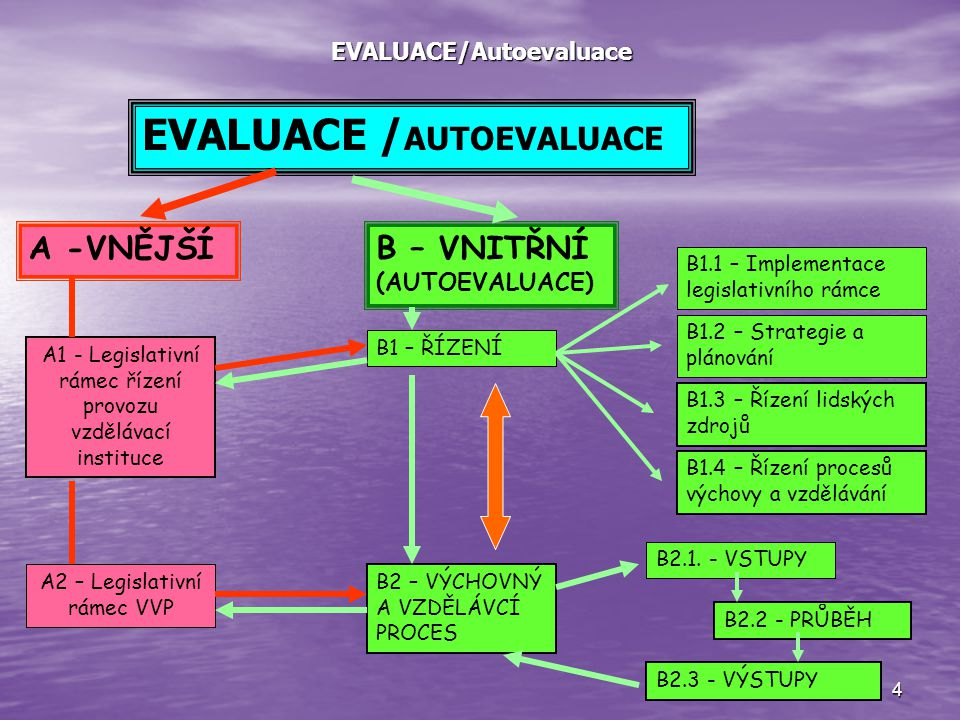 EVALUACE/Autoevaluace
EVALUACE /AUTOEVALUACE
A -VNĚJŠÍ
B – VNITŘNÍ
(AUTOEVALUACE)
B1.1 – Implementace
legislativního rámce
B1.2 – Strategie a
plánování
B1.3 – Řízení lidských
zdrojů
B1.4 – Řízení procesů
výchovy a vzdělávání
B1 – ŘÍZENÍ
A1 - Legislativní
rámec řízení
provozu
vzdělávací
instituce
A2 – Legislativní
rámec VVP
B2 – VÝCHOVNÝ
A VZDĚLÁVCÍ
PROCES
B2.1. - VSTUPY
B2.2 - PRŮBĚH
B2.3 - VÝSTUPY
4